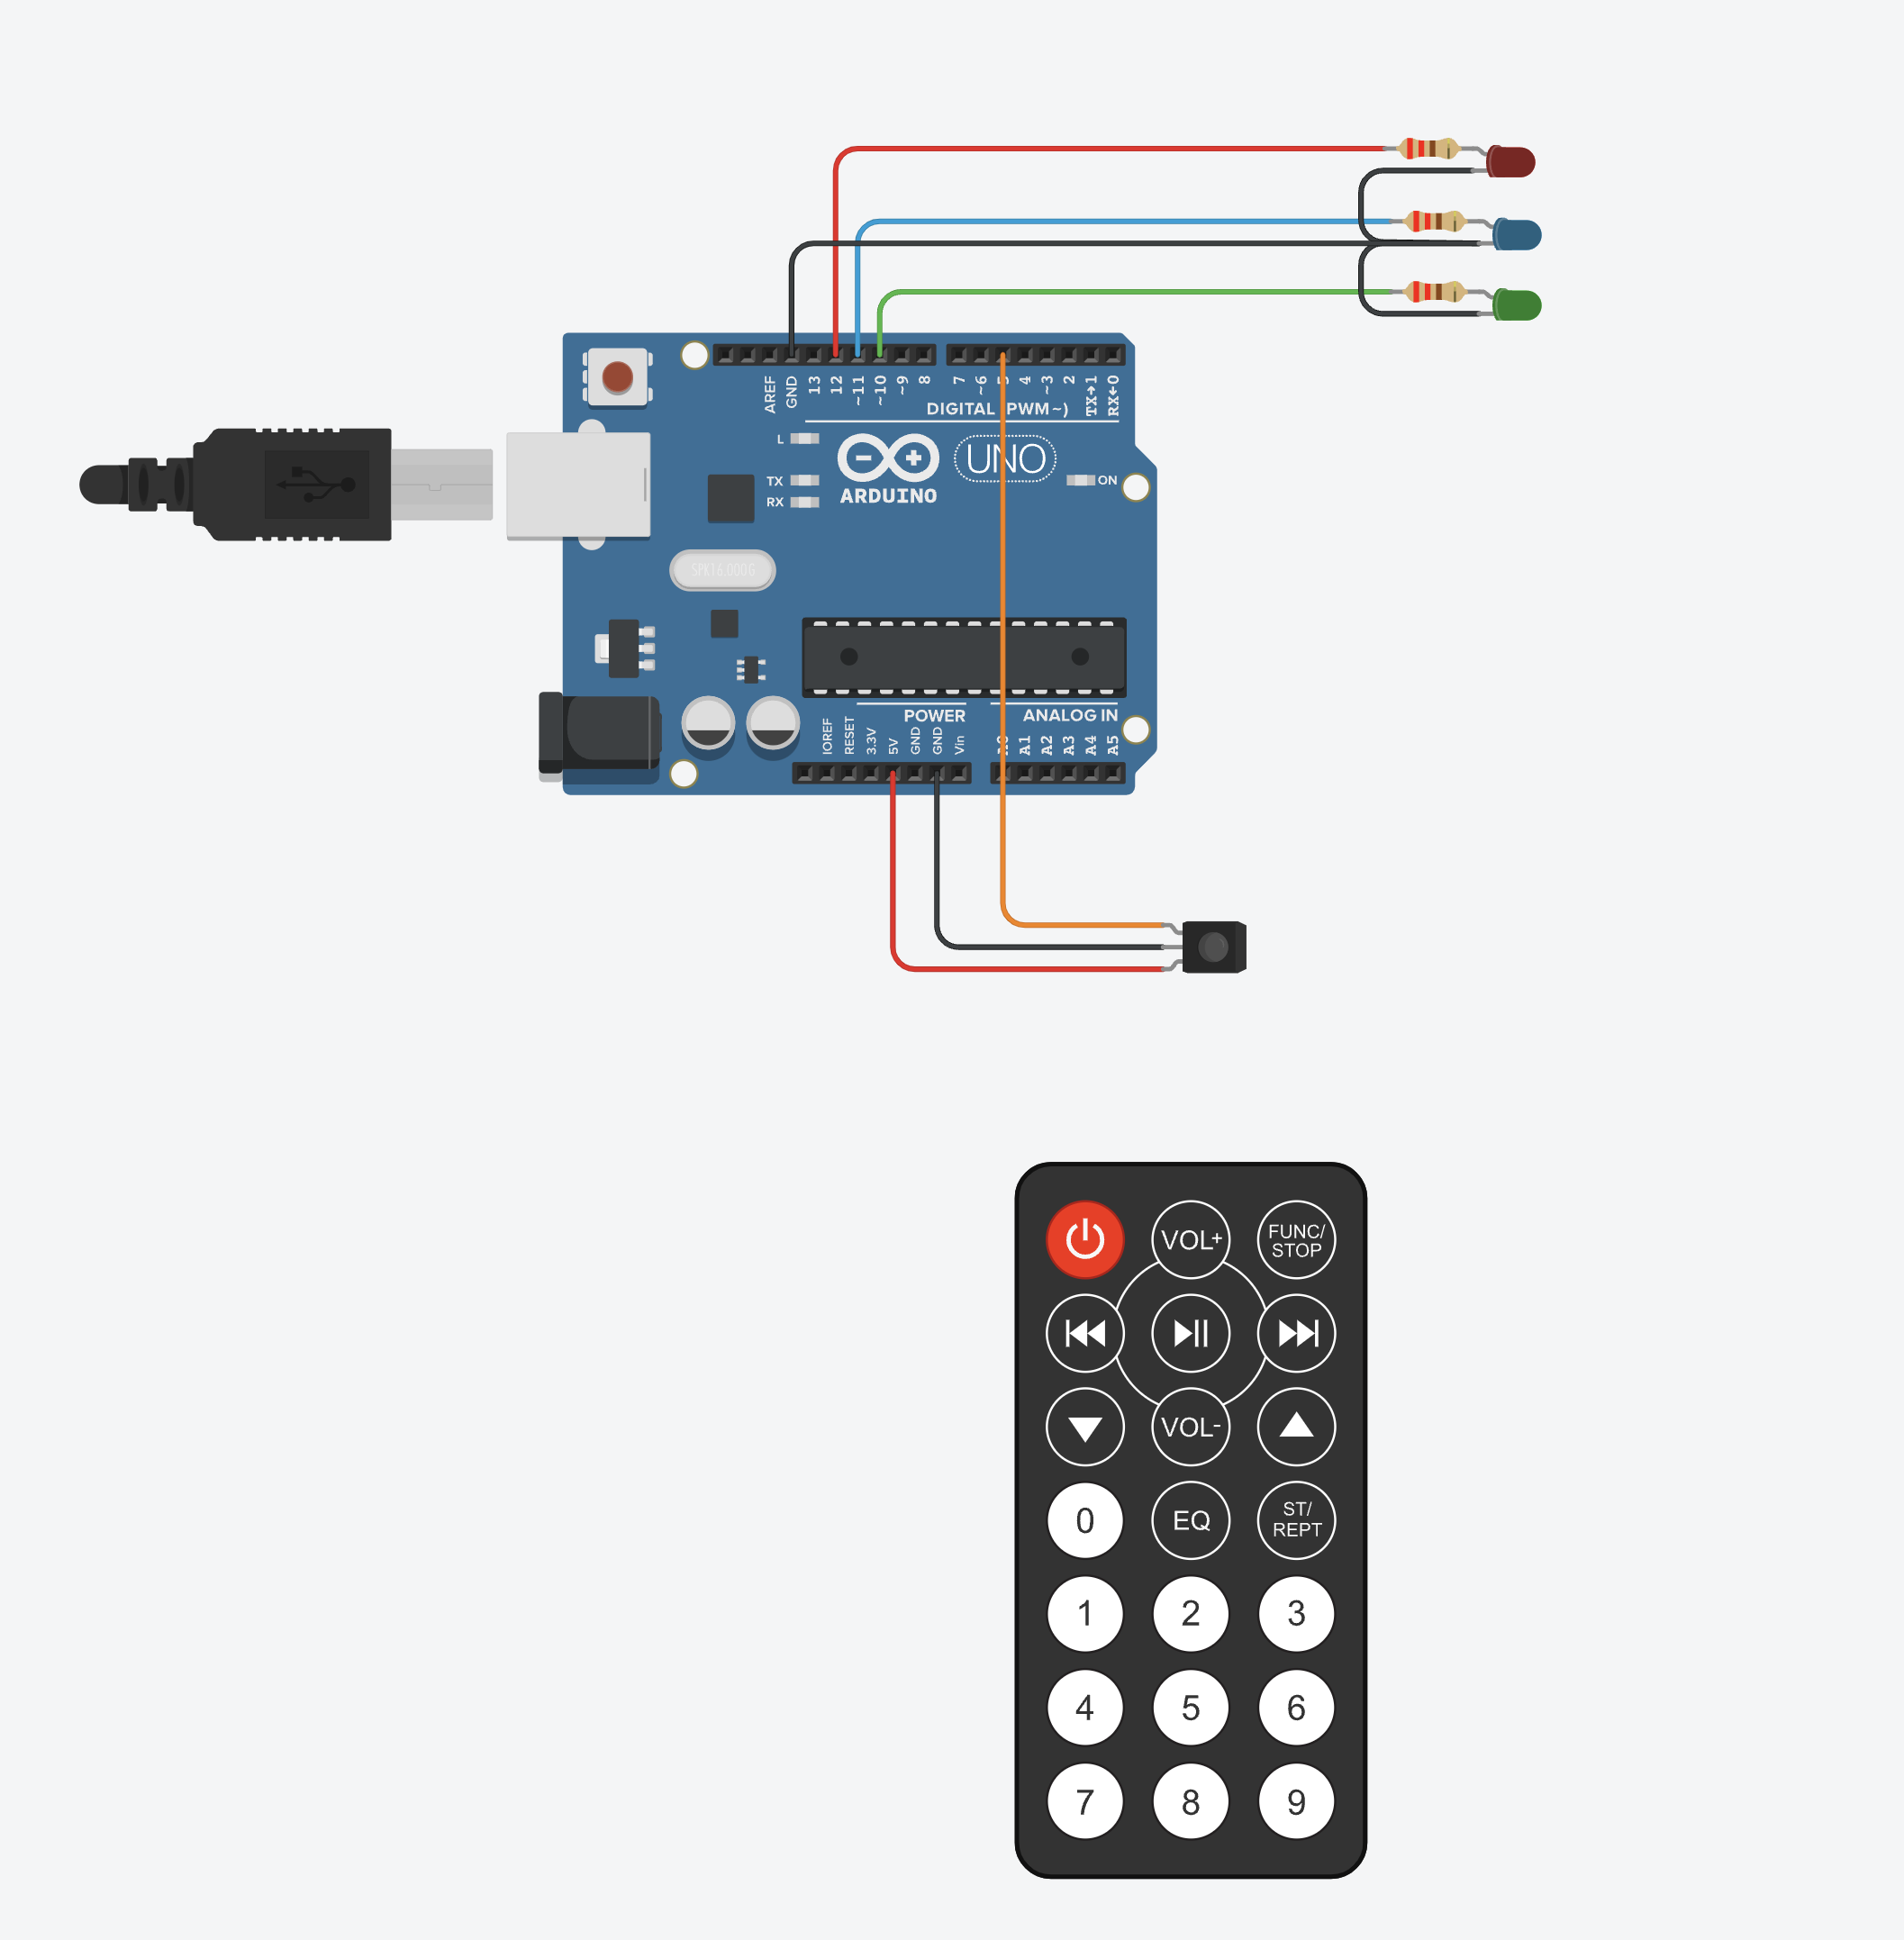 AREF
GND
13
12
~11
~10
~9
8
7
~6
5
4
~3
2
TX→1
RX←0
DIGITAL (PWM~)
L
TX
RX
ARDUINO
UNO
ON
SPK16.000G
IOREF
RESET
3.3V
5V
GND
GND
Vin
POWER
ANALOG IN
A0
A1
A2
A3
A4
A5
VOL+
FUNC/
STOP
VOL-
0
EQ
ST/
REPT
1 2 3
4 5 6
7 8 9